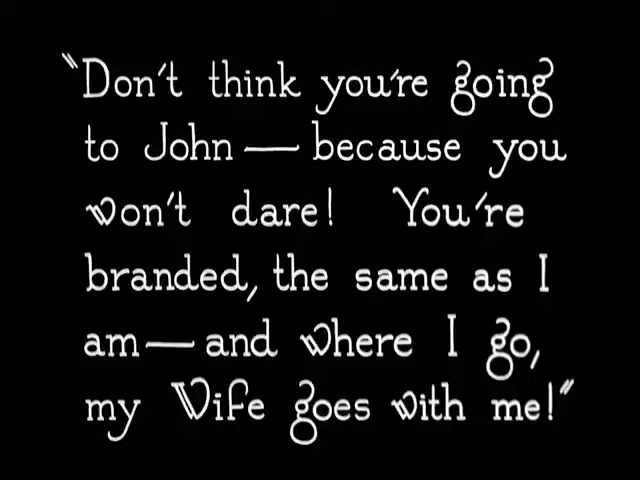 "Don't think you're going
to John — because you
won't dare! You're
branded, the same as I
am — and where I go,
my Wife goes with me!"